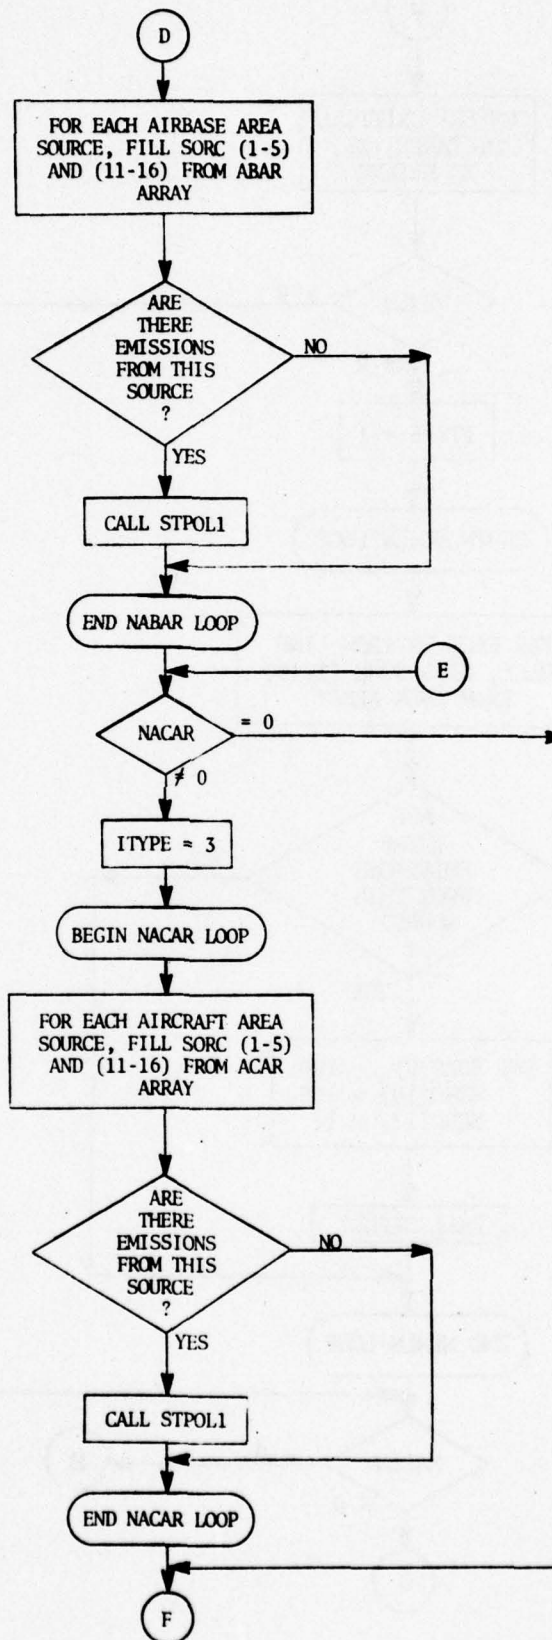 D
FOR EACH AIRBASE AREA
SOURCE, FILL SORC (1-5)
AND (11-16) FROM ABAR
ARRAY
ARE
THERE
EMISSIONS
FROM THIS
SOURCE
?
NO
YES
CALL STPOL1
END NABAR LOOP
E
NACAR
= 0
≠ 0
ITYPE = 3
BEGIN NACAR LOOP
FOR EACH AIRCRAFT AREA
SOURCE, FILL SORC (1-5)
AND (11-16) FROM ACAR
ARRAY
ARE
THERE
EMISSIONS
FROM THIS
SOURCE
?
NO
YES
CALL STPOL1
END NACAR LOOP
F